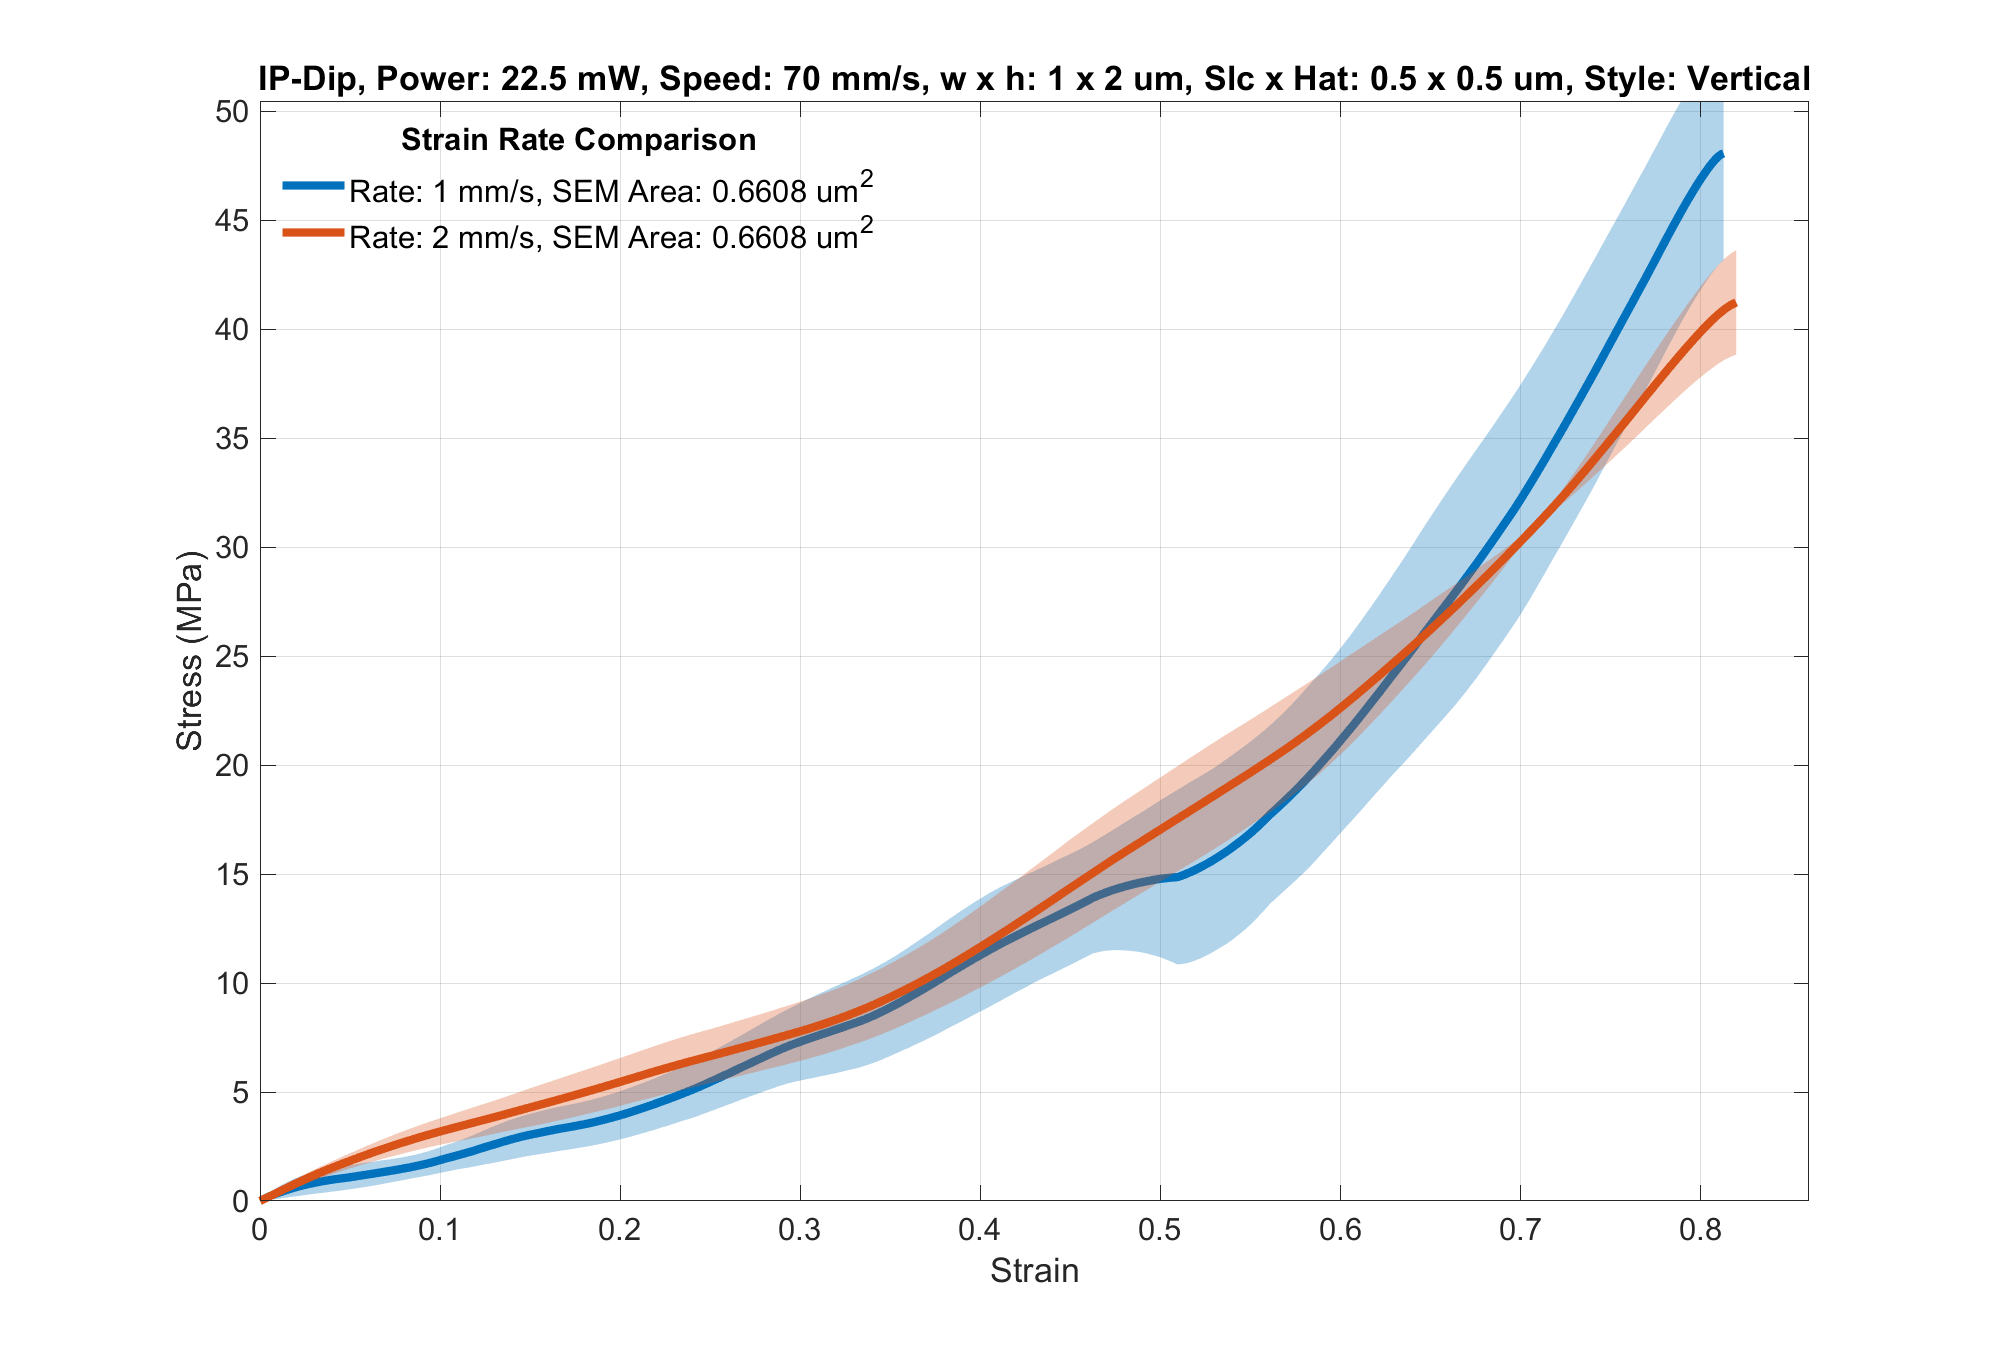 IP-Dip, Power: 22.5 mW, Speed: 70 mm/s, w x h: 1 x 2 um, Slc x Hat: 0.5 x 0.5 um, Style: Vertical
Strain Rate Comparison
Rate: 1 mm/s, SEM Area: 0.6608 um2
Rate: 2 mm/s, SEM Area: 0.6608 um2
50
45
40
35
30
25
20
15
10
5
0
Stress (MPa)
0 0.1 0.2 0.3 0.4 0.5 0.6 0.7 0.8
Strain